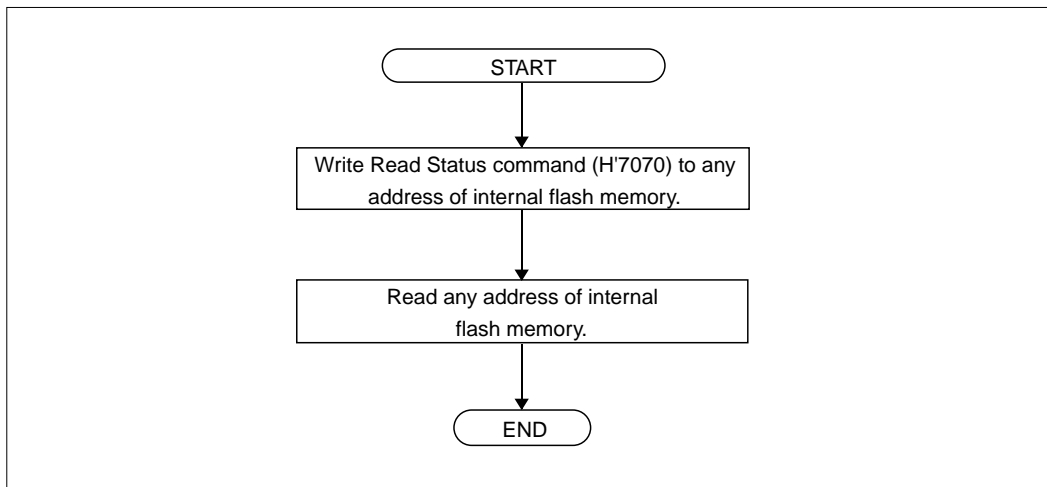 START
Write Read Status command (H'7070) to any
address of internal flash memory.
Read any address of internal
flash memory.
END